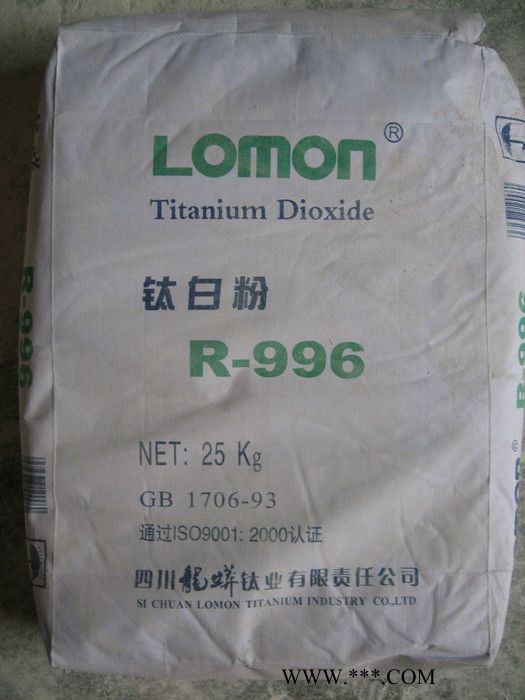 LOMON®
Titanium Dioxide
钛白粉
R-996
NET: 25 Kg
GB 1706-93
通过ISO9001: 2000认证
四川龍蟒钛业有限责任公司
SI CHUAN LOMON TITANIUM INDUSTRY CO.,LTD
R-996
R-996
WWW.***.COM